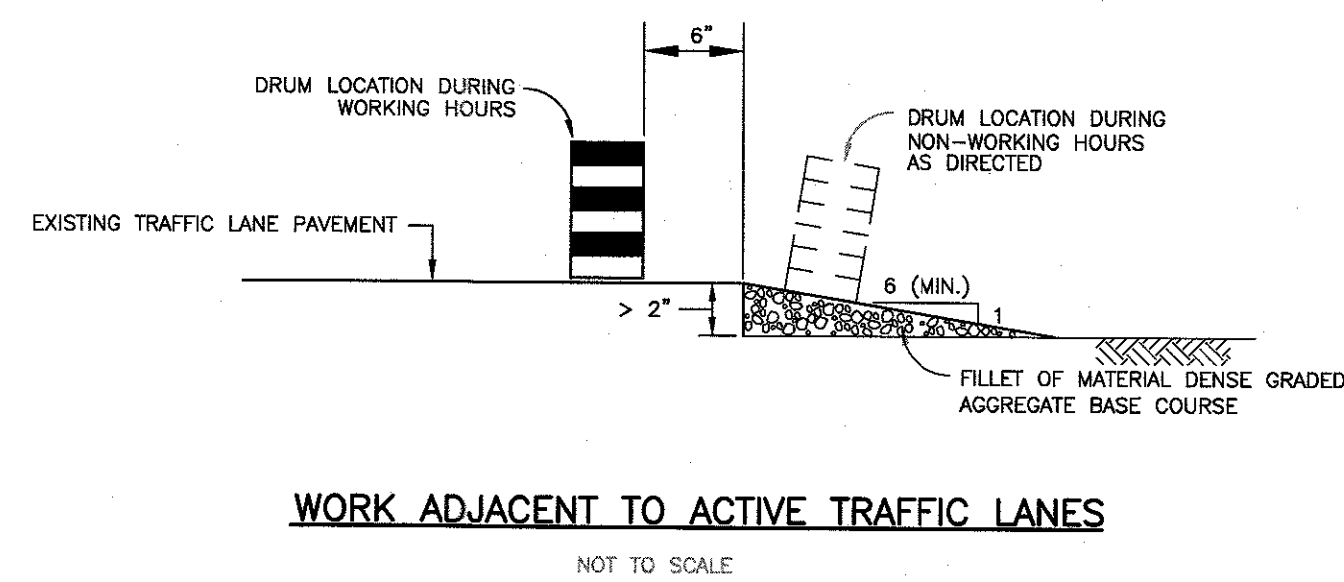 6"
DRUM LOCATION DURING
WORKING HOURS
DRUM LOCATION DURING
NON-WORKING HOURS
AS DIRECTED
EXISTING TRAFFIC LANE PAVEMENT
6 (MIN.)
1
> 2"
FILLET OF MATERIAL DENSE GRADED
AGGREGATE BASE COURSE
WORK ADJACENT TO ACTIVE TRAFFIC LANES
NOT TO SCALE